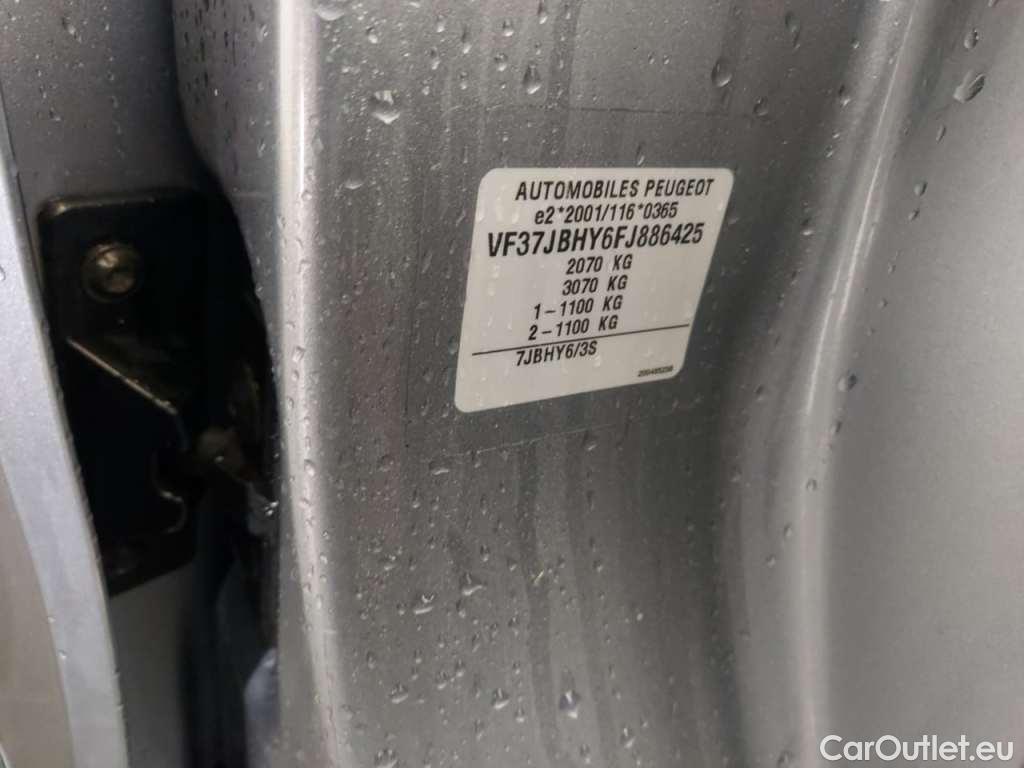 AUTOMOBILES PEUGEOT
e2*2001/116*0365
VF37JBHY6FJ886425
2070 KG
3070 KG
1-1100 KG
2-1100 KG
7JBHY6/3S
CarOutlet.eu